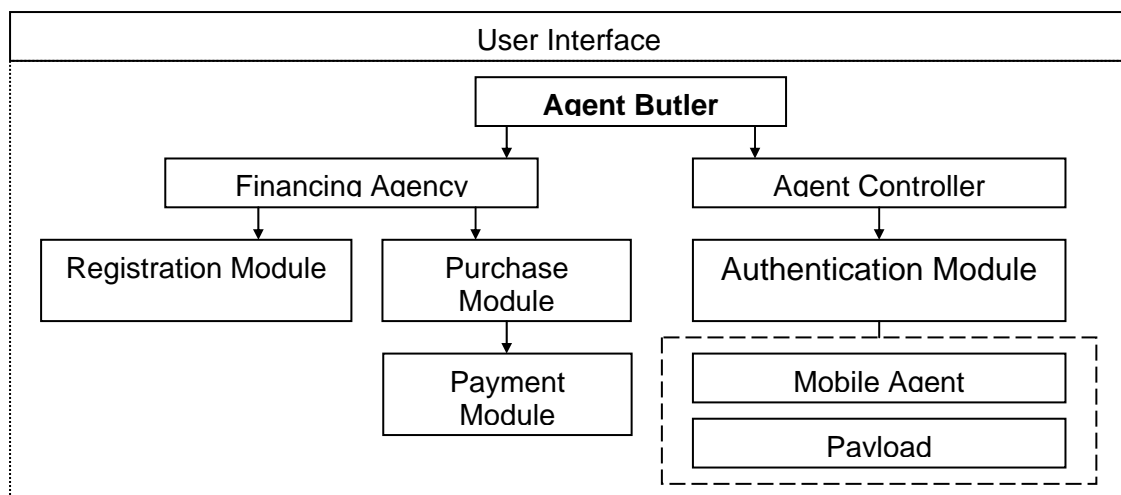 User Interface
Agent Butler
Financing Agency
Agent Controller
Registration Module
Purchase
Module
Authentication Module
Payment
Module
Mobile Agent
Payload